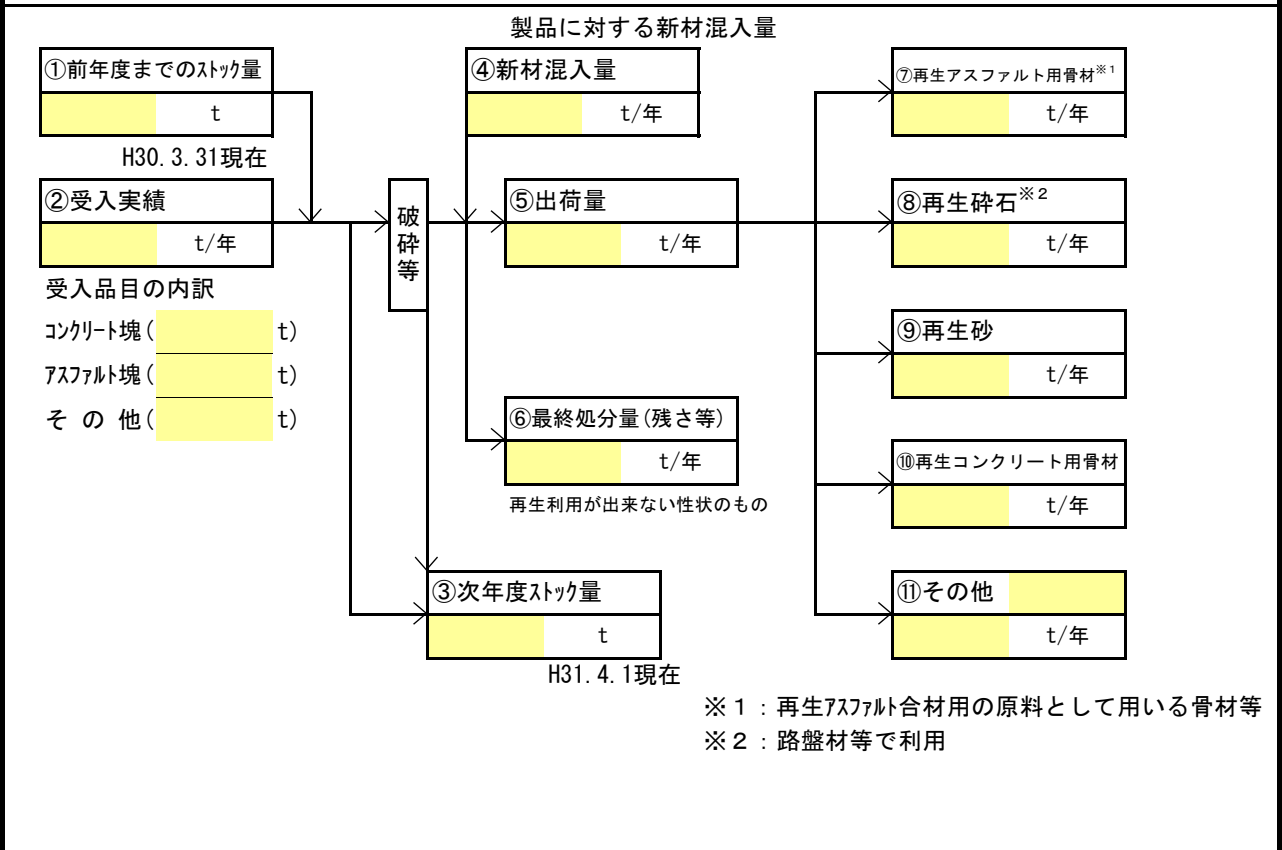 製品に対する新材混入量
①前年度までのｽﾄｯｸ量
t
H30.3.31現在
②受入実績
t/年
受入品目の内訳
ｺﾝｸﾘｰﾄ塊( t)
ｱｽﾌｧﾙﾄ塊( t)
そ の 他( t)
破砕等
④新材混入量
t/年
⑤出荷量
t/年
⑥最終処分量(残さ等)
t/年
再生利用が出来ない性状のもの
③次年度ｽﾄｯｸ量
t
H31.4.1現在
⑦再生アスファルト用骨材※1
t/年
⑧再生砕石※２
t/年
⑨再生砂
t/年
⑩再生コンクリート用骨材
t/年
⑪その他
t/年
※１：再生ｱｽﾌｧﾙﾄ合材用の原料として用いる骨材等
※２：路盤材等で利用